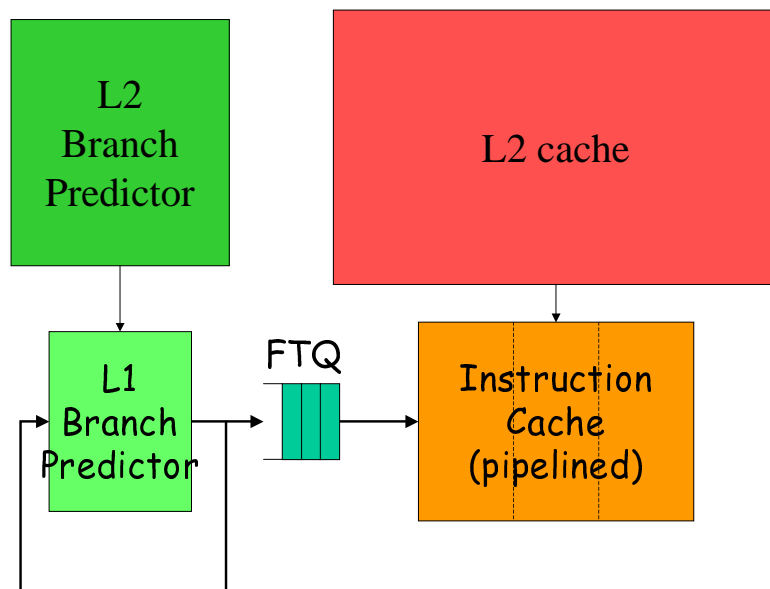 L2
Branch
Predictor
L2 cache
L1
Branch
Predictor
FTQ
Instruction
Cache
(pipelined)